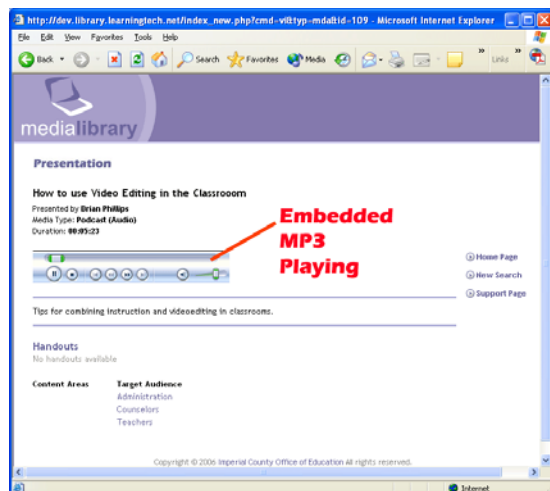 http://dev.library.learningtech.net/index_new.php?cmd=vi&typ=mda&id=109 - Microsoft Internet Explorer
File Edit View Favorites Tools Help
Back Search Favorites Media Links
medialibrary
Presentation
How to use Video Editing in the Classrooom
Presented by Brian Phillips
Media Type: Podcast (Audio)
Duration: 00:05:23
Embedded
MP3
Playing
Home Page
New Search
Support Page
Tips for combining instruction and videoediting in classrooms.
Handouts
No handouts available
Content Areas Target Audience
Administration
Counselors
Teachers
Copyright © 2006 Imperial County Office of Education All rights reserved.
Internet